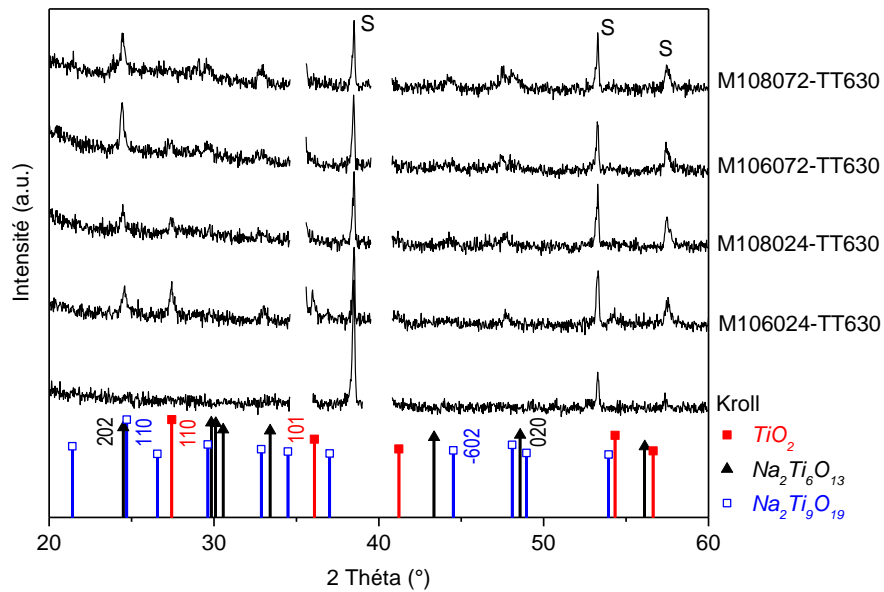 S
S
S
M108072-TT630
M106072-TT630
M108024-TT630
M106024-TT630
Kroll
Intensité (a.u.)
202
110
110
101
-602
020
TiO2
Na2Ti6O13
Na2Ti9O19
20
30
40
50
60
2 Théta (°)